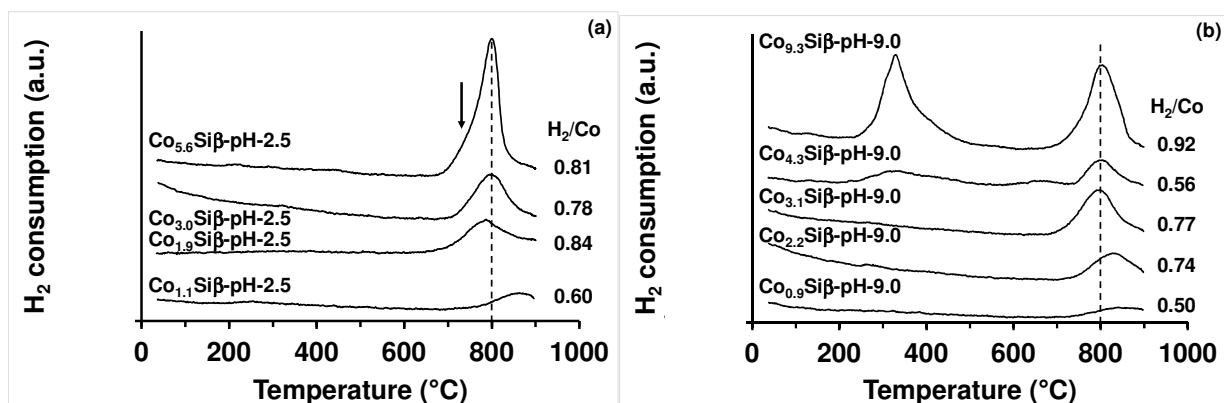 (a)
H₂ consumption (a.u.)
H₂/Co
Co₅.₆Siβ-pH-2.5
0.81
0.78
Co₃.₀Siβ-pH-2.5
Co₁.₉Siβ-pH-2.5
0.84
Co₁.₁Siβ-pH-2.5
0.60
0 200 400 600 800 1000
Temperature (°C)
(b)
H₂ consumption (a.u.)
Co₉.₃Siβ-pH-9.0
H₂/Co
0.92
Co₄.₃Siβ-pH-9.0
0.56
Co₃.₁Siβ-pH-9.0
0.77
Co₂.₂Siβ-pH-9.0
0.74
Co₀.₉Siβ-pH-9.0
0.50
0 200 400 600 800 1000
Temperature (°C)